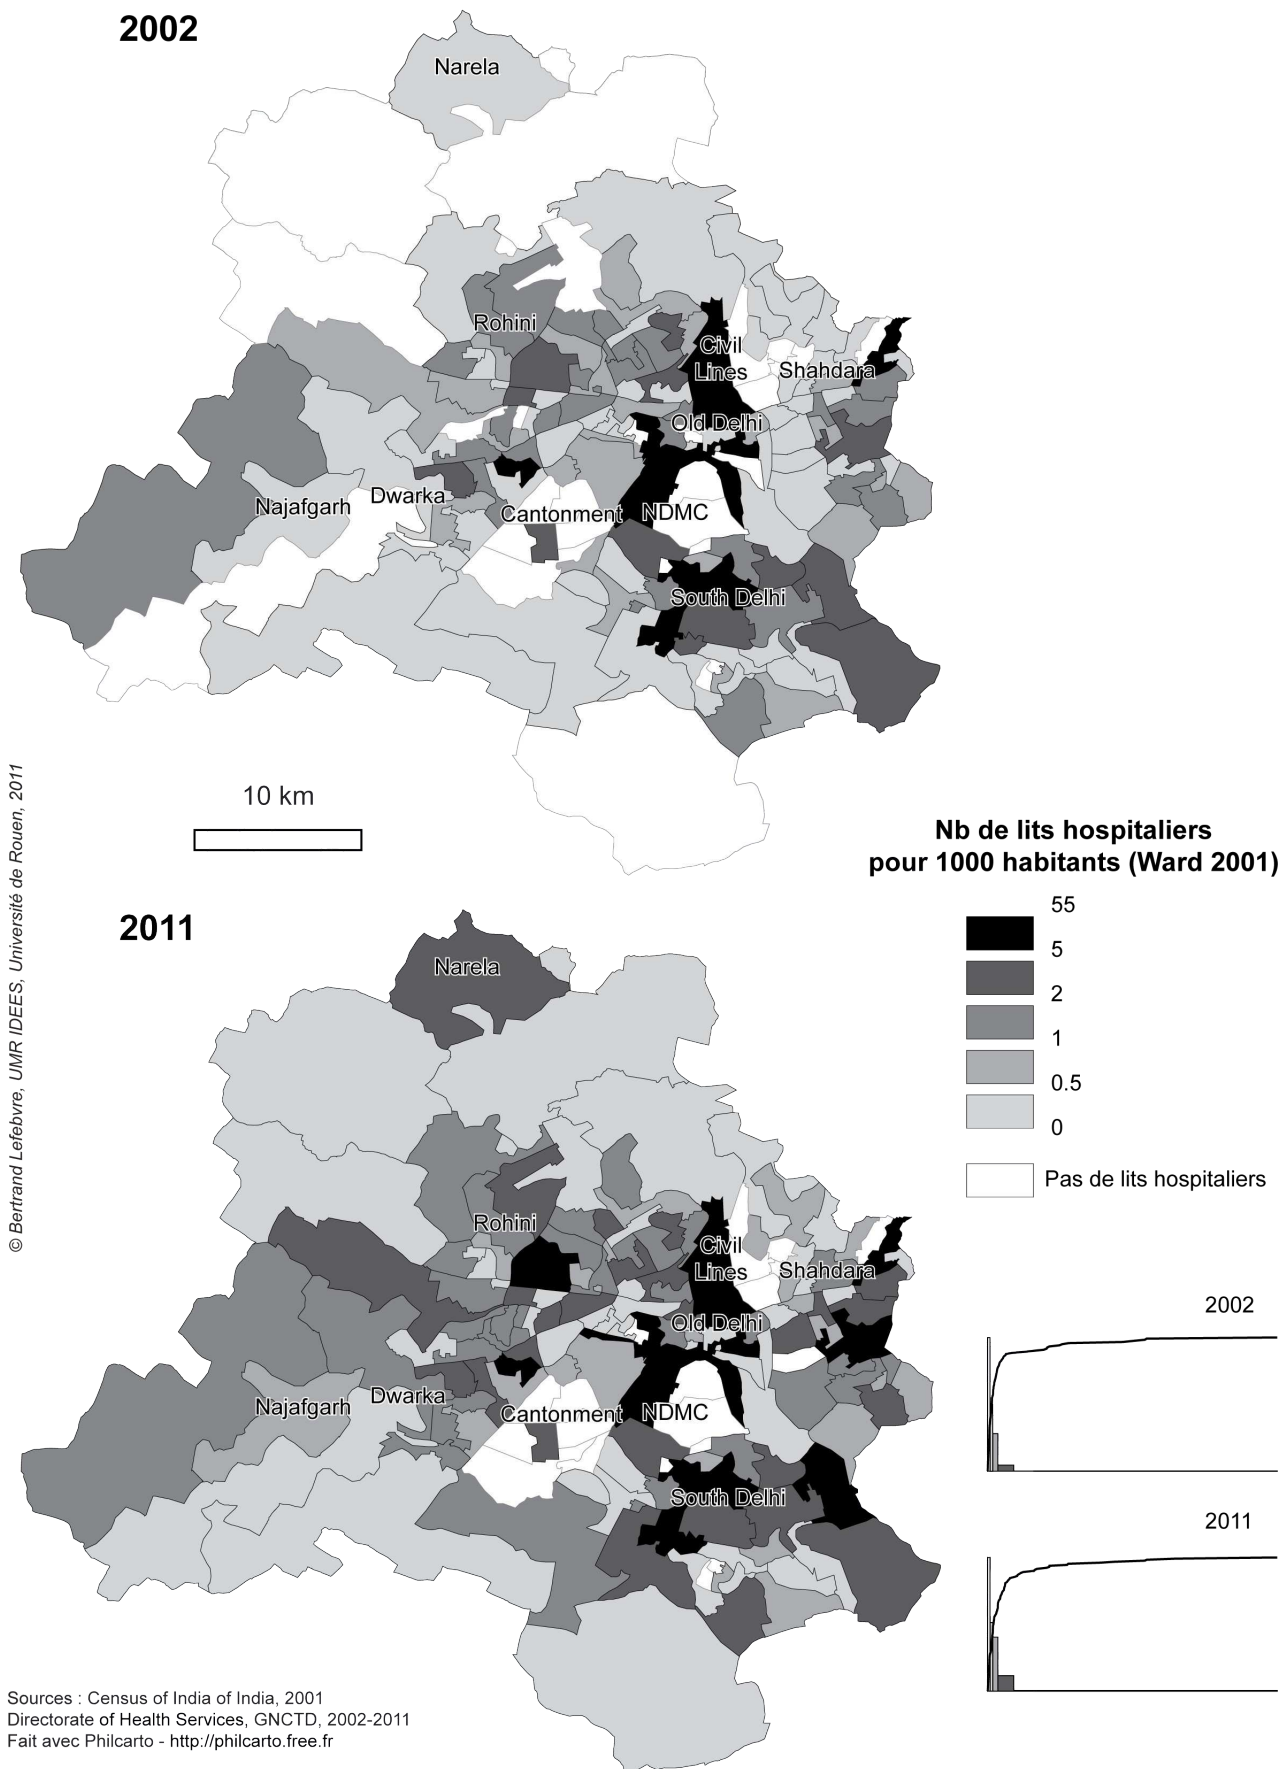 2002
Narela
Rohini
Civil
Lines
Shahdara
Old Delhi
Najafgarh
Dwarka
Cantonment
NDMC
South Delhi
10 km
© Bertrand Lefebvre, UMR IDEES, Université de Rouen, 2011
Nb de lits hospitaliers
pour 1000 habitants (Ward 2001)
55
5
2
1
0.5
0
Pas de lits hospitaliers
2011
Narela
Rohini
Civil
Lines
Shahdara
Old Delhi
Najafgarh
Dwarka
Cantonment
NDMC
South Delhi
2002
2011
Sources : Census of India of India, 2001
Directorate of Health Services, GNCTD, 2002-2011
Fait avec Philcarto - http://philcarto.free.fr